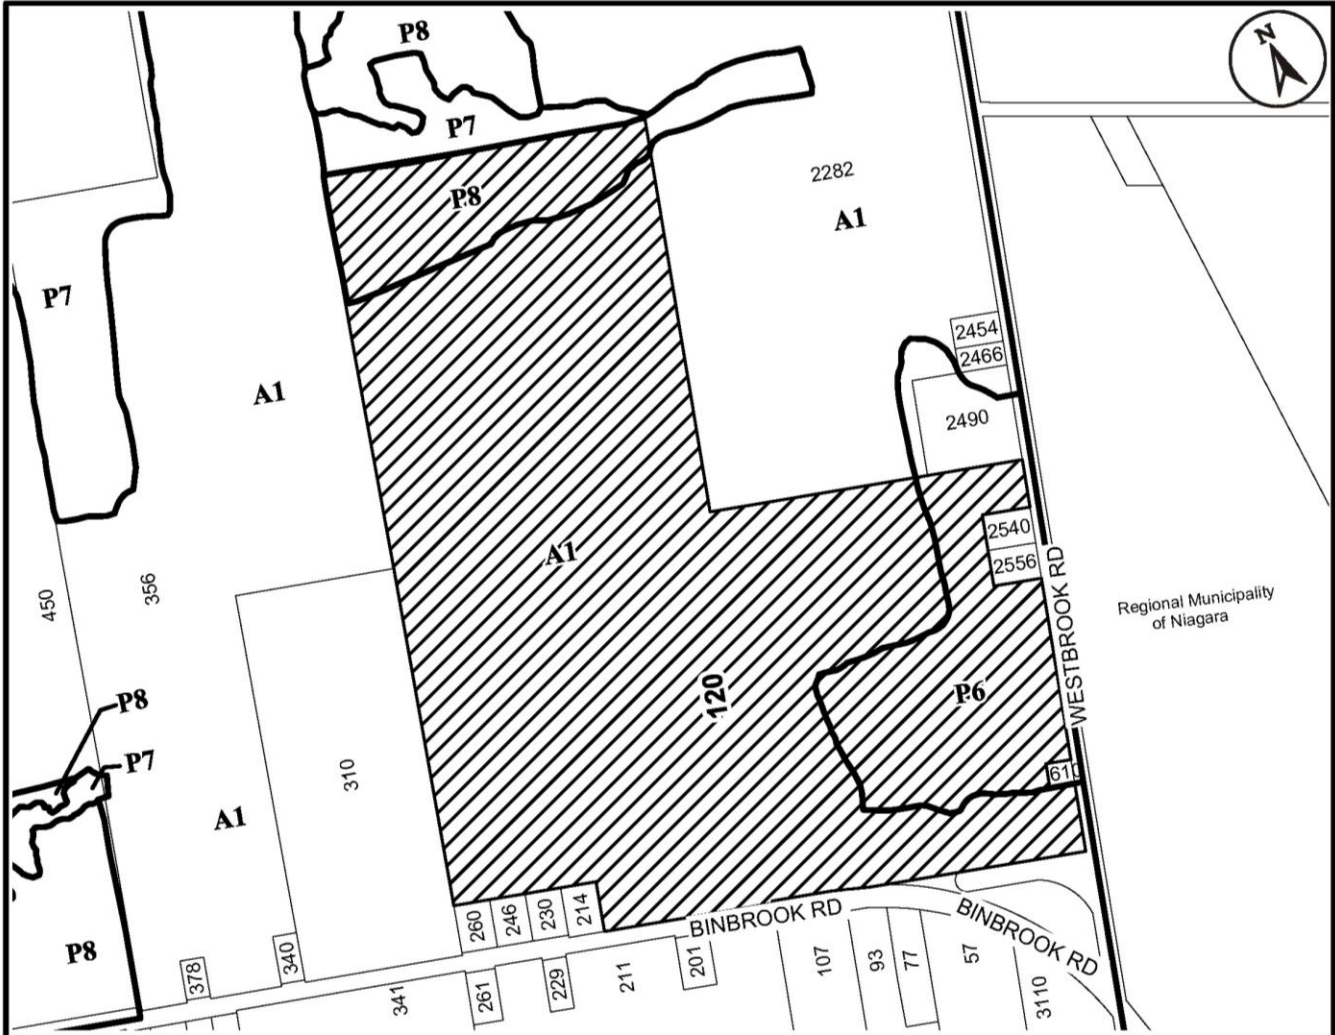 P8
N
P7
2282
P8
A1
P7
2454
2466
A1
2490
2540
A1
2556
450
356
Regional Municipality
of Niagara
WESTBROOK RD
P8
120
P6
P7
310
610
A1
260
246
230
214
BINBROOK RD
BINBROOK RD
P8
378
340
341
261
229
211
201
107
93
77
57
3110